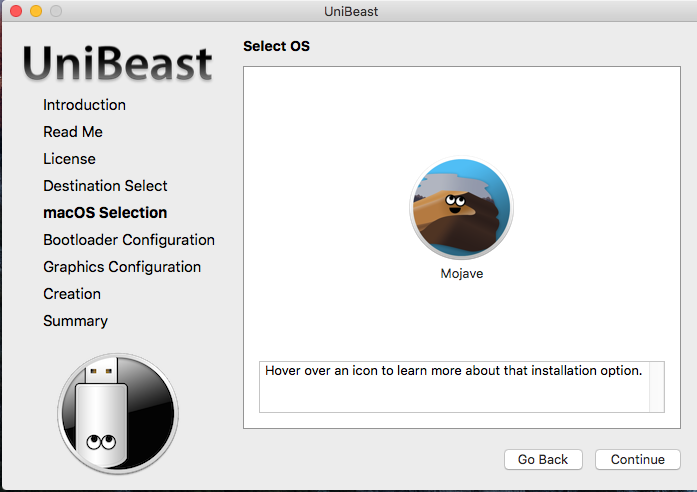 UniBeast
UniBeast
Introduction
Read Me
License
Destination Select
macOS Selection
Bootloader Configuration
Graphics Configuration
Creation
Summary
Select OS
Mojave
Hover over an icon to learn more about that installation option.
Go Back
Continue